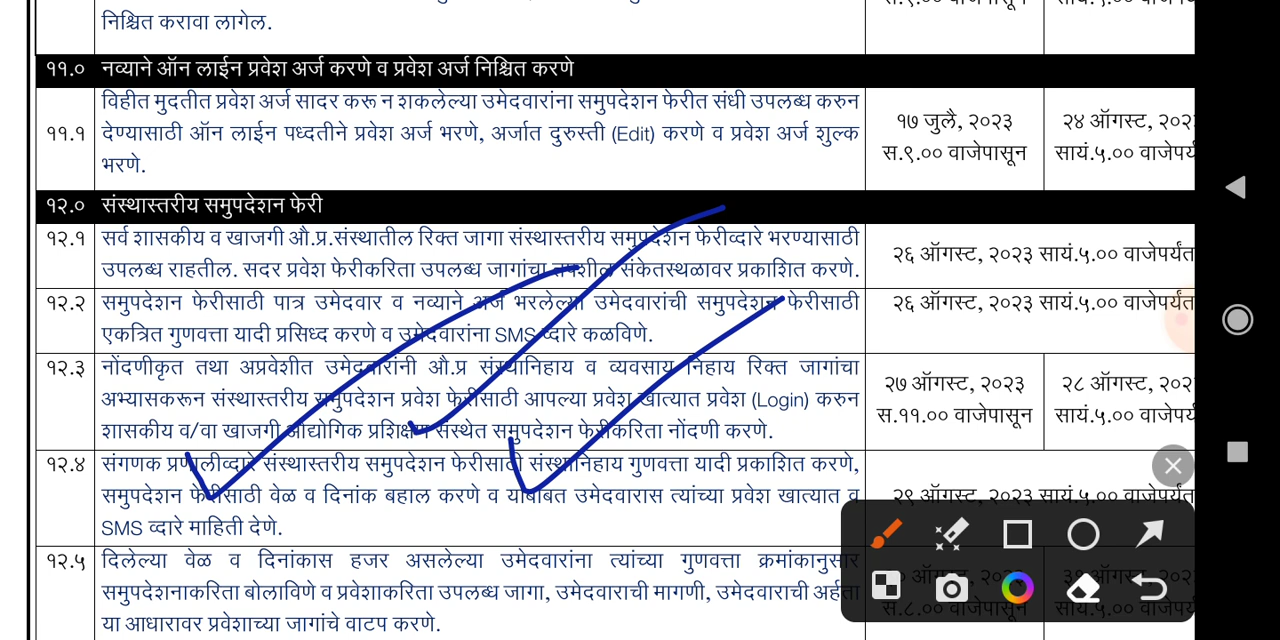 निश्चित करावा लागेल.
११.० नव्याने ऑन लाईन प्रवेश अर्ज करणे व प्रवेश अर्ज निश्चित करणे
विहीत मुदतीत प्रवेश अर्ज सादर करू न शकलेल्या उमेदवारांना समुपदेशन फेरीत संधी उपलब्ध करुन
११.१ देण्यासाठी ऑन लाईन पध्दतीने प्रवेश अर्ज भरणे, अर्जात दुरुस्ती (Edit) करणे व प्रवेश अर्ज शुल्क
भरणे.
१७ जुलै, २०२३
स.९.०० वाजेपासून
२४ ऑगस्ट,
सायं.५.००
१२.० संस्थास्तरीय समुपदेशन फेरी
१२.१ सर्व शासकीय व खाजगी औ.प्र.संस्थातील रिक्त जागा संस्थास्तरीय समुपदेशन फेरीव्दारे भरण्यासाठी
उपलब्ध राहतील. सदर प्रवेश फेरीकरिता उपलब्ध जागांचा तपशील संकेतस्थळावर प्रकाशित करणे.
२६ ऑगस्ट, २०२३ सायं.५.०० वाजेपर्यंत
१२.२ समुपदेशन फेरीसाठी पात्र उमेदवार व नव्याने अर्ज भरलेल्या उमेदवारांची समुपदेशन फेरीसाठी
एकत्रित गुणवत्ता यादी प्रसिध्द करणे व उमेदवारांना SMS व्दारे कळविणे.
२६ ऑगस्ट, २०२३ सायं.५.०० वाजेपर्यंत
१२.३ नोंदणीकृत तथा अप्रवेशीत उमेदवारांनी औ.प्र संस्थानिहाय व व्यवसाय निहाय रिक्त जागांचा
अभ्यासकरून संस्थास्तरीय समुपदेशन प्रवेश फेरीसाठी आपल्या प्रवेश खात्यात प्रवेश (Login) करुन
शासकीय व/वा खाजगी औद्योगिक प्रशिक्षण संस्थेत समुपदेशन फेरीकरिता नोंदणी करणे.
२७ ऑगस्ट, २०२३
स.११.०० वाजेपासून
२८ ऑगस्ट,
सायं.५.००
१२.४ संगणक प्रणालीव्दारे संस्थास्तरीय समुपदेशन फेरीसाठी संस्थानिहाय गुणवत्ता यादी प्रकाशित करणे,
समुपदेशन फेरीसाठी वेळ व दिनांक बहाल करणे व याबाबत उमेदवारास त्यांच्या प्रवेश खात्यात व
SMS व्दारे माहिती देणे.
२९ ऑगस्ट, २०२३ सायं.५.०० वाजेपर्यंत
१२.५ दिलेल्या वेळ व दिनांकास हजर असलेल्या उमेदवारांना त्यांच्या गुणवत्ता क्रमांकानुसार
समुपदेशनाकरिता बोलाविणे व प्रवेशाकरिता उपलब्ध जागा, उमेदवाराची मागणी, उमेदवाराची अर्हता
या आधारावर प्रवेशाच्या जागांचे वाटप करणे.
स.८.०० वाजेपासून